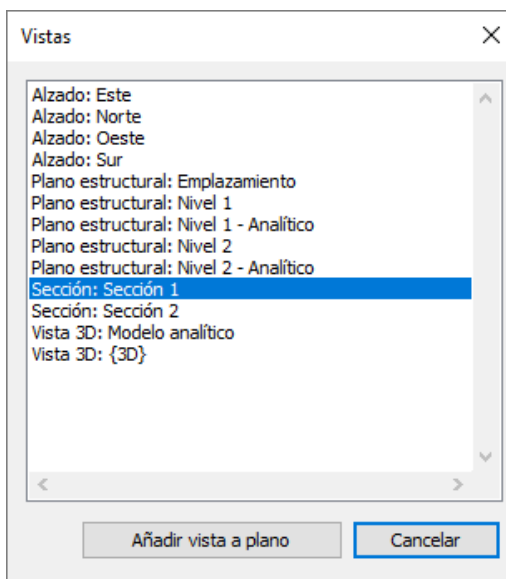 Vistas
Alzado: Este
Alzado: Norte
Alzado: Oeste
Alzado: Sur
Plano estructural: Emplazamiento
Plano estructural: Nivel 1
Plano estructural: Nivel 1 - Analítico
Plano estructural: Nivel 2
Plano estructural: Nivel 2 - Analítico
Sección: Sección 1
Sección: Sección 2
Vista 3D: Modelo analítico
Vista 3D: {3D}
Añadir vista a plano
Cancelar